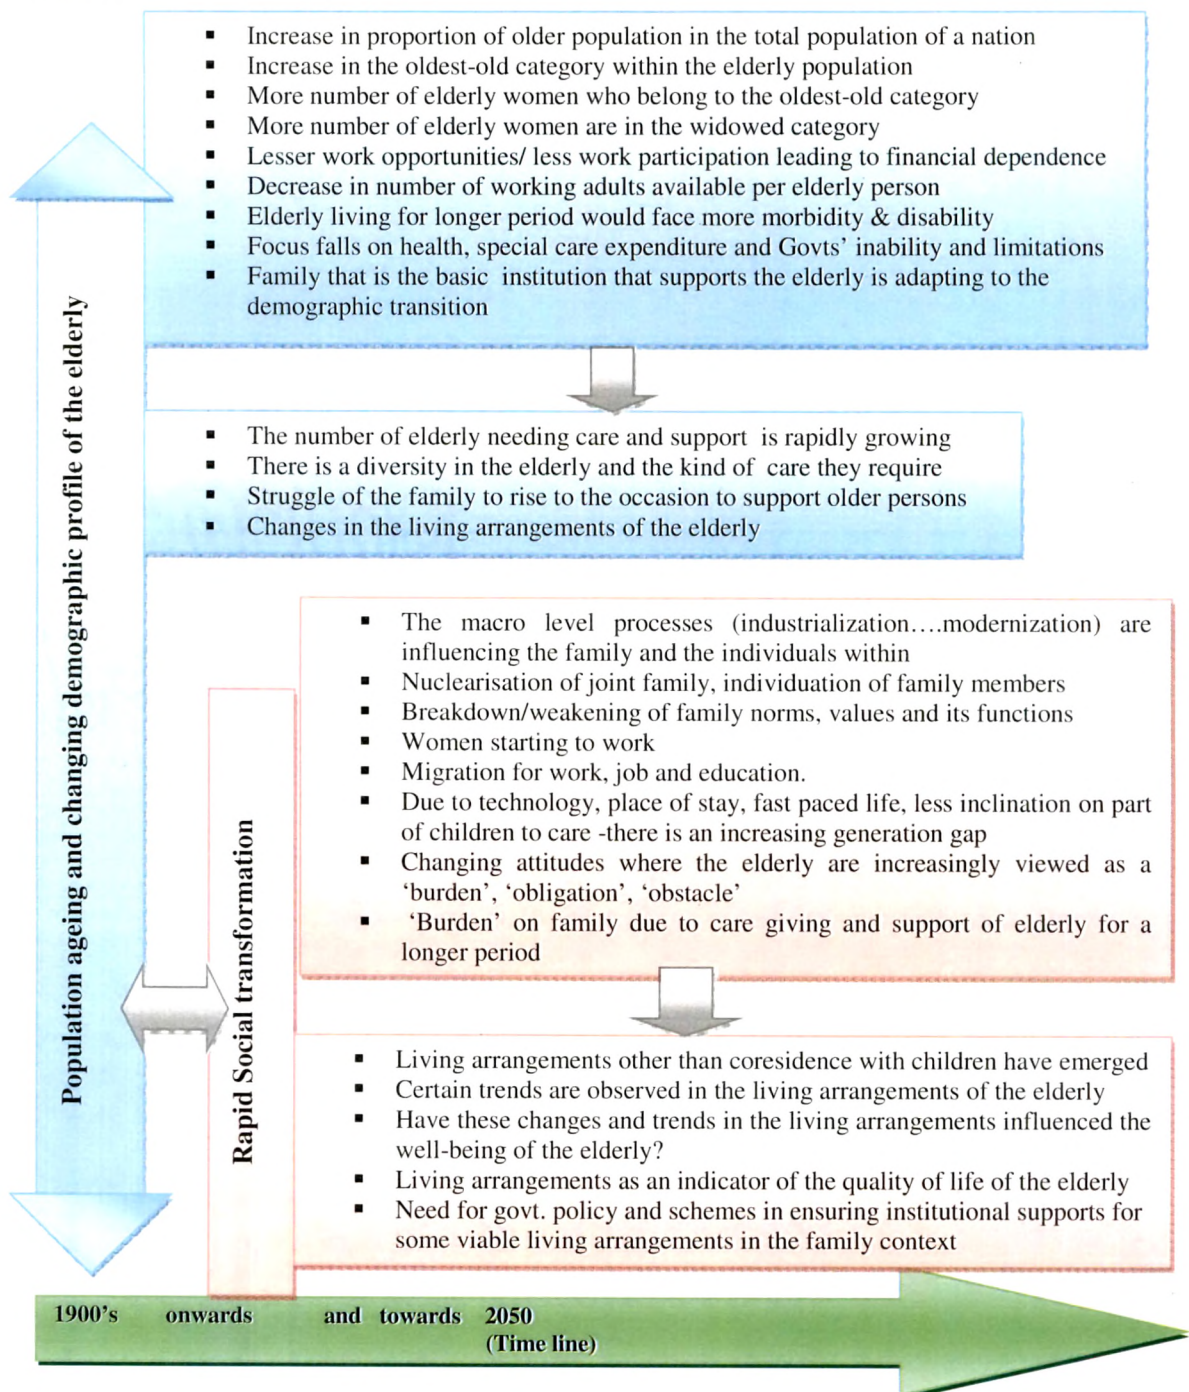 ▪ Increase in proportion of older population in the total population of a nation
▪ Increase in the oldest-old category within the elderly population
▪ More number of elderly women who belong to the oldest-old category
▪ More number of elderly women are in the widowed category
▪ Lesser work opportunities/ less work participation leading to financial dependence
▪ Decrease in number of working adults available per elderly person
▪ Elderly living for longer period would face more morbidity & disability
▪ Focus falls on health, special care expenditure and Govts' inability and limitations
▪ Family that is the basic institution that supports the elderly is adapting to the
demographic transition
Population ageing and changing demographic profile of the elderly
▪ The number of elderly needing care and support is rapidly growing
▪ There is a diversity in the elderly and the kind of care they require
▪ Struggle of the family to rise to the occasion to support older persons
▪ Changes in the living arrangements of the elderly
▪ The macro level processes (industrialization….modernization) are
influencing the family and the individuals within
▪ Nuclearisation of joint family, individuation of family members
▪ Breakdown/weakening of family norms, values and its functions
▪ Women starting to work
▪ Migration for work, job and education.
▪ Due to technology, place of stay, fast paced life, less inclination on part
of children to care -there is an increasing generation gap
▪ Changing attitudes where the elderly are increasingly viewed as a
‘burden’, ‘obligation’, ‘obstacle’
▪ ‘Burden’ on family due to care giving and support of elderly for a
longer period
Rapid Social transformation
▪ Living arrangements other than coresidence with children have emerged
▪ Certain trends are observed in the living arrangements of the elderly
▪ Have these changes and trends in the living arrangements influenced the
well-being of the elderly?
▪ Living arrangements as an indicator of the quality of life of the elderly
▪ Need for govt. policy and schemes in ensuring institutional supports for
some viable living arrangements in the family context
1900's onwards and towards 2050
(Time line)